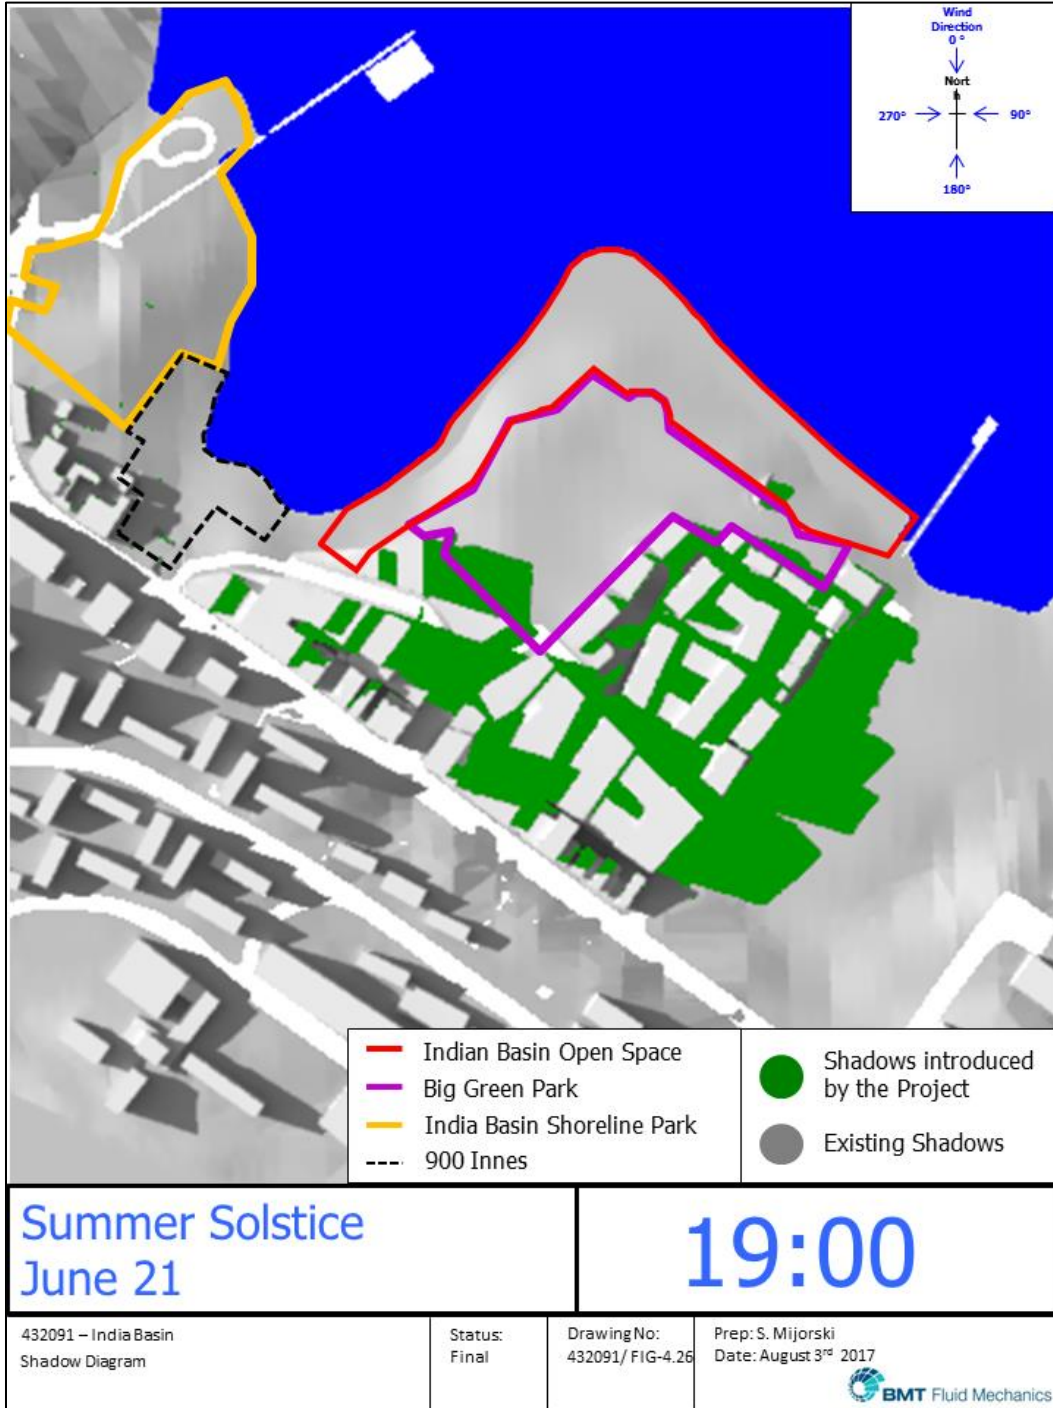 Wind
Direction
0 °
Nort
h
270°
90°
180°
Indian Basin Open Space
Big Green Park
India Basin Shoreline Park
900 Innes
Shadows introduced
by the Project
Existing Shadows
Summer Solstice
June 21
19:00
432091 – India Basin
Shadow Diagram
Status:
Final
Drawing No:
432091/ FIG-4.26
Prep: S. Mijorski
Date: August 3rd 2017
BMT Fluid Mechanics